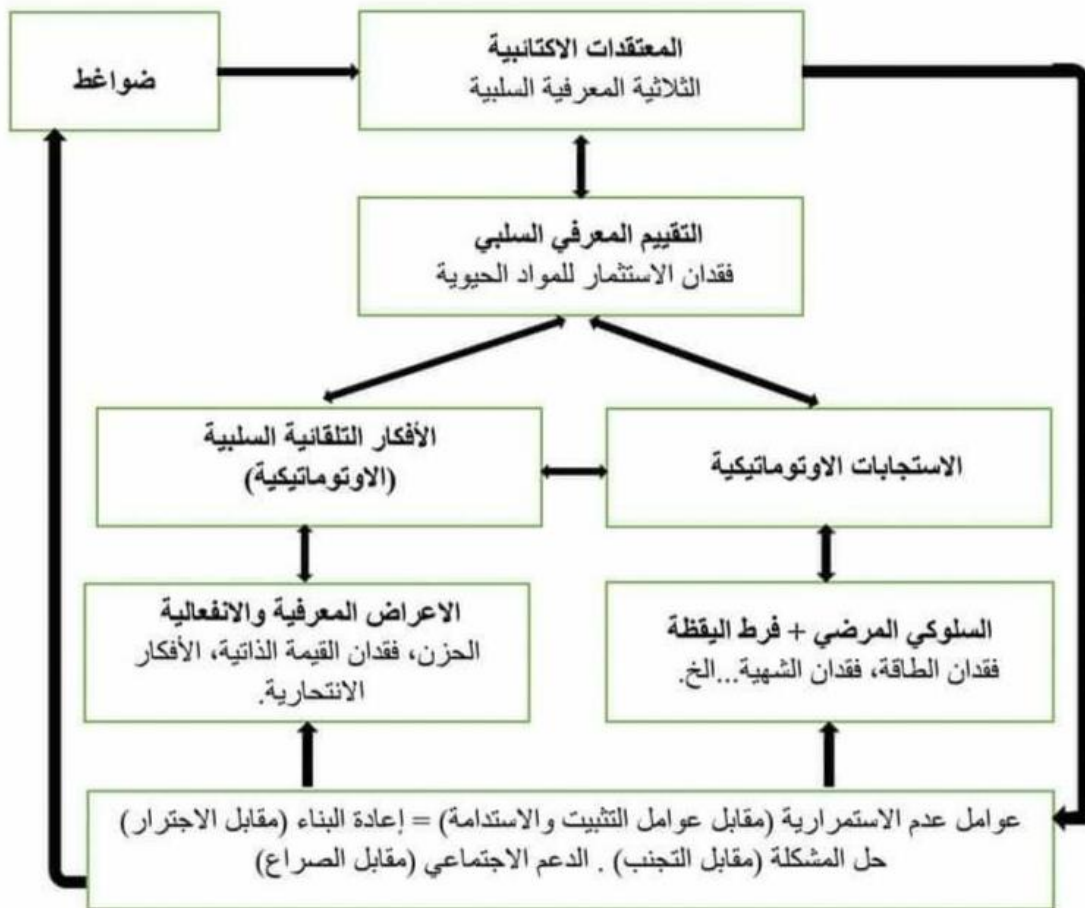 ضواغط
المعتقدات الاكتئابية
الثلاثية المعرفية السلبية
التقييم المعرفي السلبي
فقدان الاستثمار للمواد الحيوية
الأفكار التلقائية السلبية
(الاوتوماتيكية)
الاستجابات الاوتوماتيكية
الاعراض المعرفية والانفعالية
الحزن، فقدان القيمة الذاتية، الأفكار
الانتحارية.
السلوكي المرضي + فرط اليقظة
فقدان الطاقة، فقدان الشهية...الخ.
عوامل عدم الاستمرارية (مقابل عوامل التثبيت والاستدامة) = إعادة البناء (مقابل الاجترار)
حل المشكلة (مقابل التجنب) . الدعم الاجتماعي (مقابل الصراع)